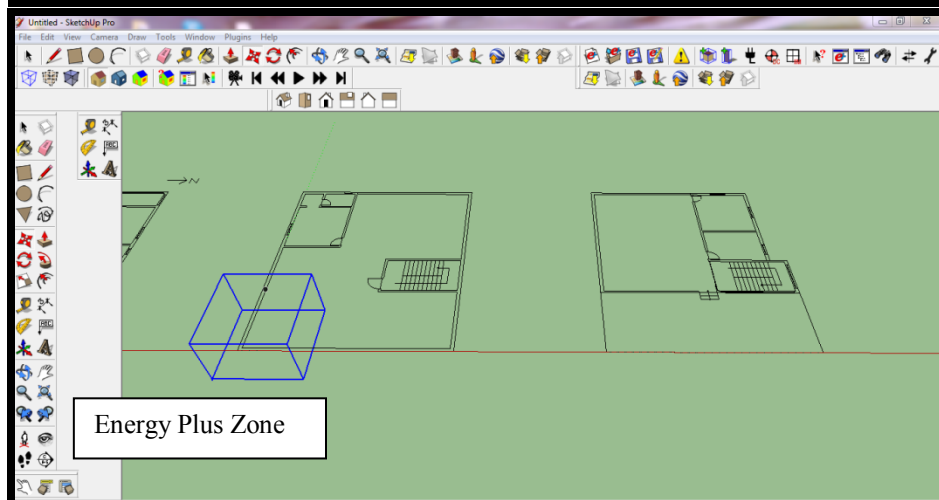 Untitled - SketchUp Pro
File Edit View Camera Draw Tools Window Plugins Help
N
Energy Plus Zone